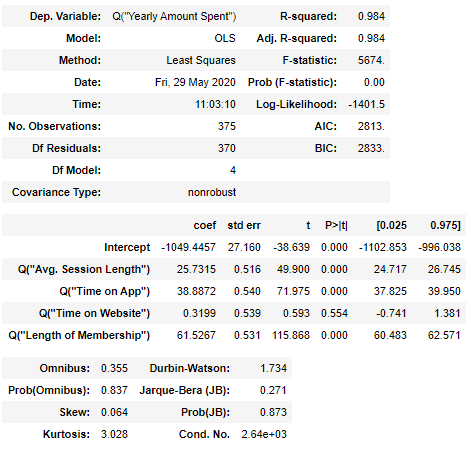 Dep. Variable: Q("Yearly Amount Spent") R-squared: 0.984
Model: OLS Adj. R-squared: 0.984
Method: Least Squares F-statistic: 5674.
Date: Fri, 29 May 2020 Prob (F-statistic): 0.00
Time: 11:03:10 Log-Likelihood: -1401.5
No. Observations: 375 AIC: 2813.
Df Residuals: 370 BIC: 2833.
Df Model: 4
Covariance Type: nonrobust
coef std err t P>|t| [0.025 0.975]
Intercept -1049.4457 27.160 -38.639 0.000 -1102.853 -996.038
Q("Avg. Session Length") 25.7315 0.516 49.900 0.000 24.717 26.745
Q("Time on App") 38.8872 0.540 71.975 0.000 37.825 39.950
Q("Time on Website") 0.3199 0.539 0.593 0.554 -0.741 1.381
Q("Length of Membership") 61.5267 0.531 115.868 0.000 60.483 62.571
Omnibus: 0.355 Durbin-Watson: 1.734
Prob(Omnibus): 0.837 Jarque-Bera (JB): 0.271
Skew: 0.064 Prob(JB): 0.873
Kurtosis: 3.028 Cond. No. 2.64e+03